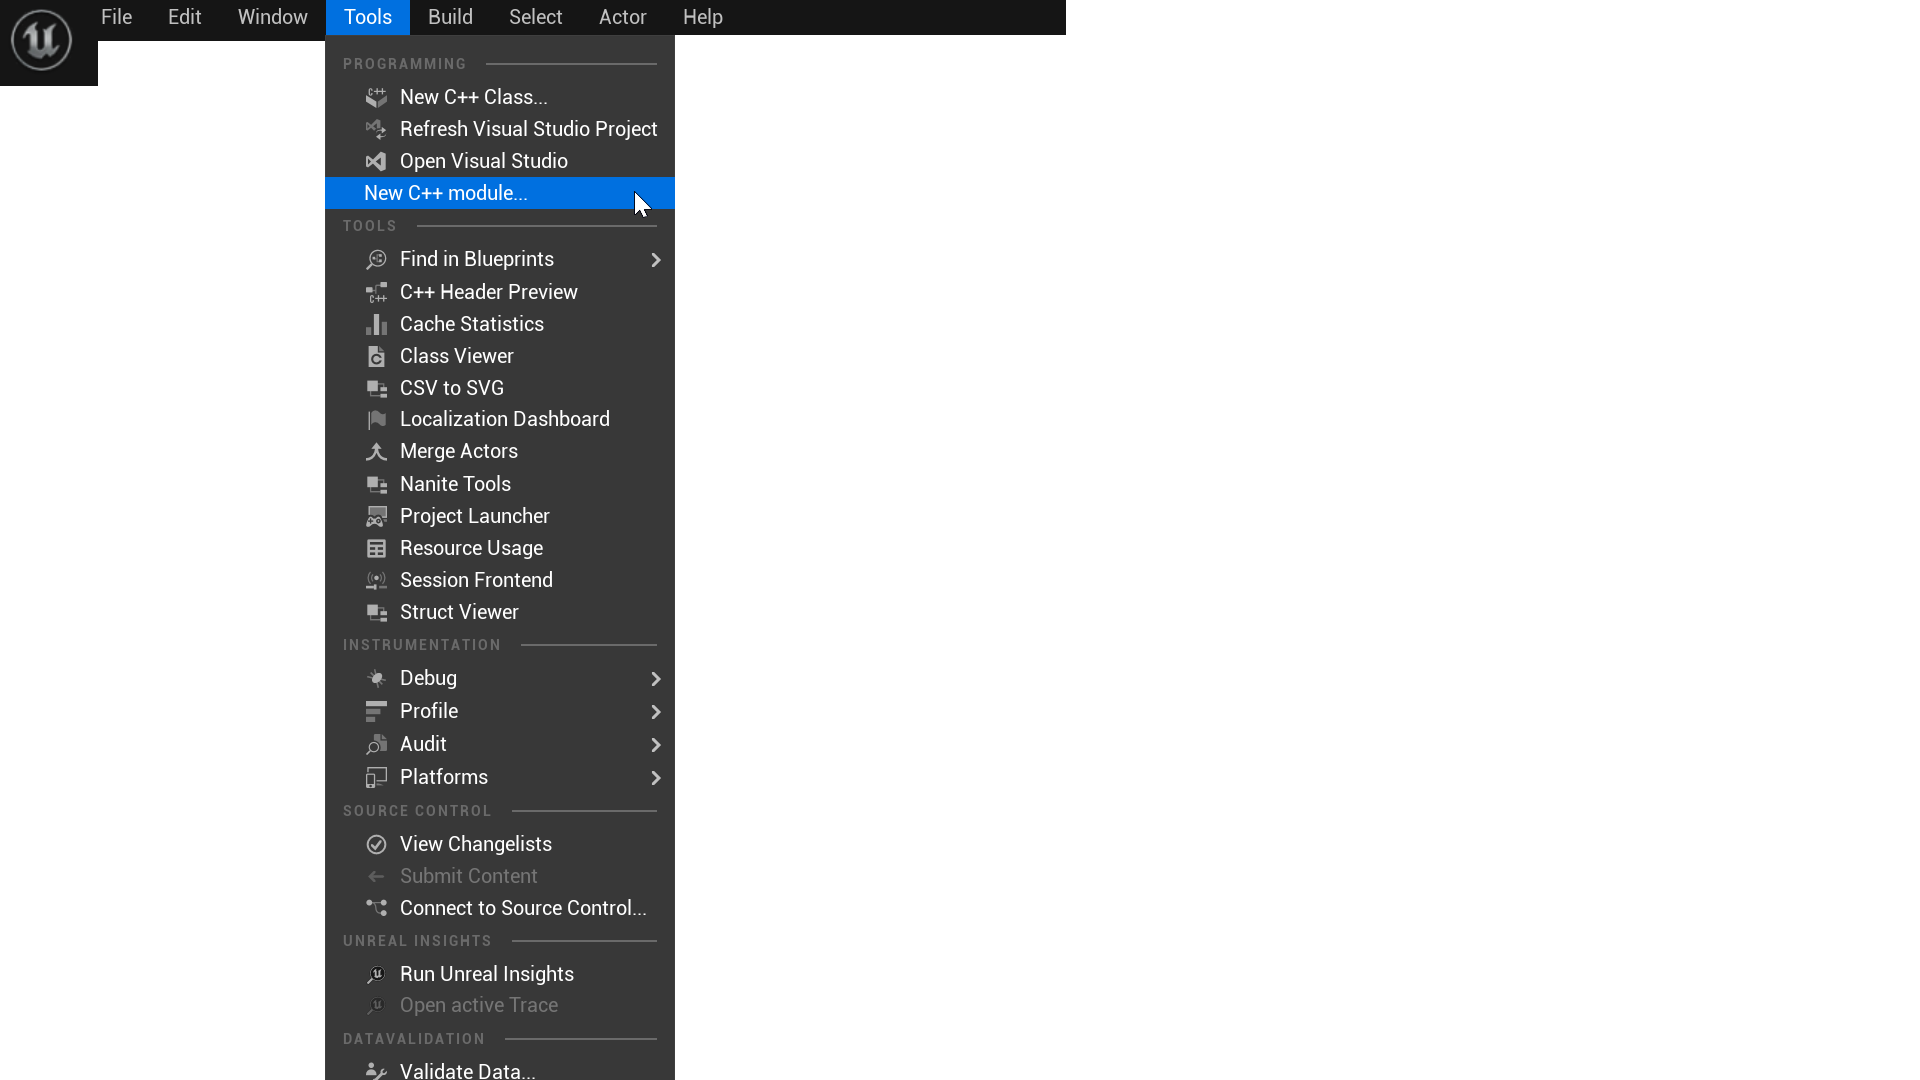 File Edit Window Tools Build Select Actor Help
PROGRAMMING
New C++ Class...
Refresh Visual Studio Project
Open Visual Studio
New C++ module...
TOOLS
Find in Blueprints
C++ Header Preview
Cache Statistics
Class Viewer
CSV to SVG
Localization Dashboard
Merge Actors
Nanite Tools
Project Launcher
Resource Usage
Session Frontend
Struct Viewer
INSTRUMENTATION
Debug
Profile
Audit
Platforms
SOURCE CONTROL
View Changelists
Submit Content
Connect to Source Control...
UNREAL INSIGHTS
Run Unreal Insights
Open active Trace
DATAVALIDATION
Validate Data...